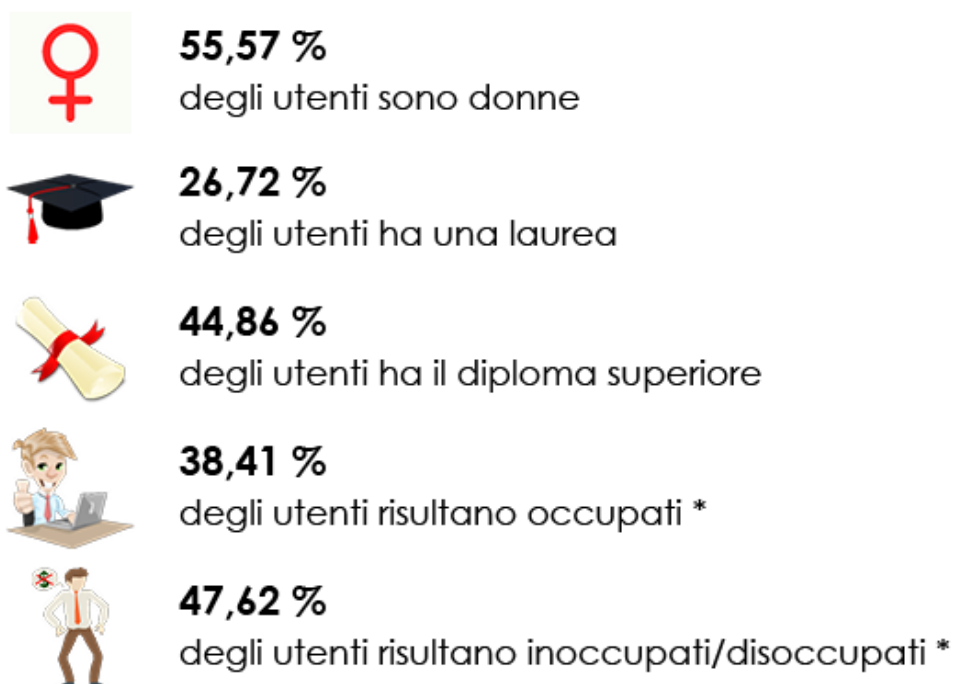 55,57 %
degli utenti sono donne
26,72 %
degli utenti ha una laurea
44,86 %
degli utenti ha il diploma superiore
38,41 %
degli utenti risultano occupati *
47,62 %
degli utenti risultano inoccupati/disoccupati *